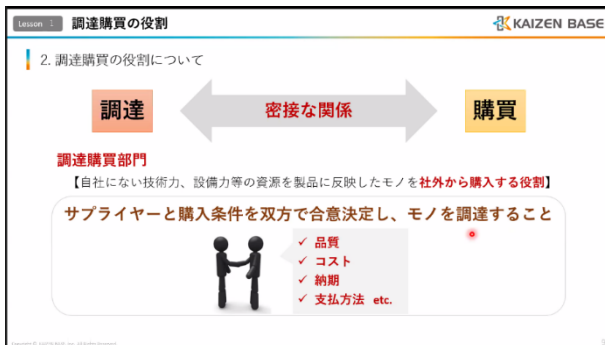 Lesson 1 調達購買の役割
KAIZEN BASE
2. 調達購買の役割について
調達
密接な関係
購買
調達購買部門
【自社にない技術力、設備力等の資源を製品に反映したモノを社外から購入する役割】
サプライヤーと購入条件を双方で合意決定し、モノを調達すること
✓ 品質
✓ コスト
✓ 納期
✓ 支払方法 etc.